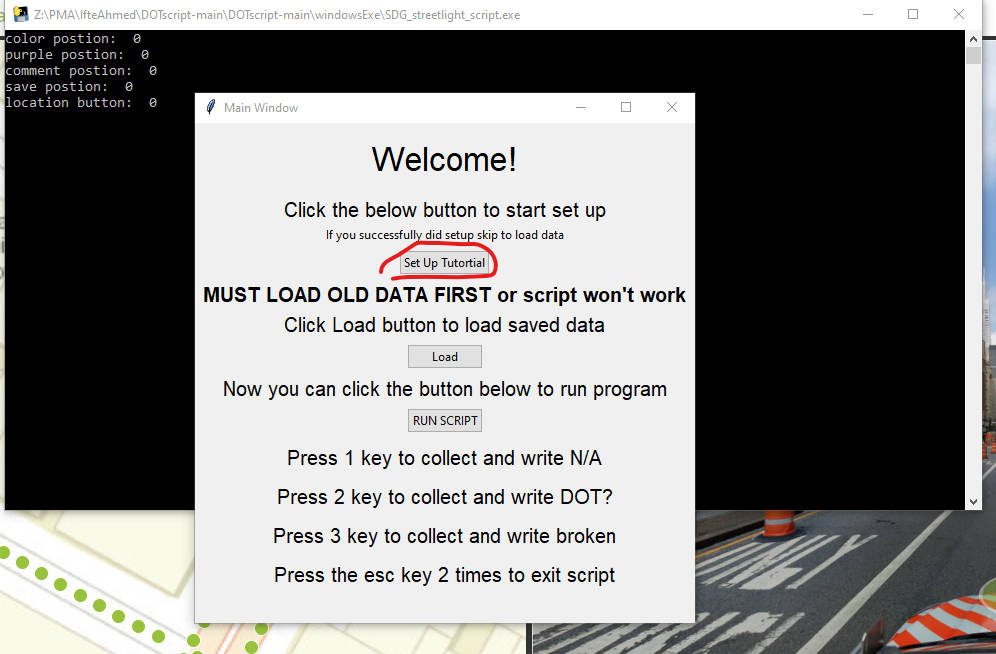 Z:\PMA\IfteAhmed\DOTscript-main\DOTscript-main\windowsExe\SDG_streetlight_script.exe
color postion:  0
purple postion:  0
comment postion:  0
save postion:  0
location button:  0
Main Window
Welcome!
Click the below button to start set up
If you successfully did setup skip to load data
Set Up Tutortial
MUST LOAD OLD DATA FIRST or script won't work
Click Load button to load saved data
Load
Now you can click the button below to run program
RUN SCRIPT
Press 1 key to collect and write N/A
Press 2 key to collect and write DOT?
Press 3 key to collect and write broken
Press the esc key 2 times to exit script
ONLY